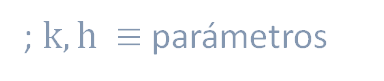 ; k, h ≡ parámetros